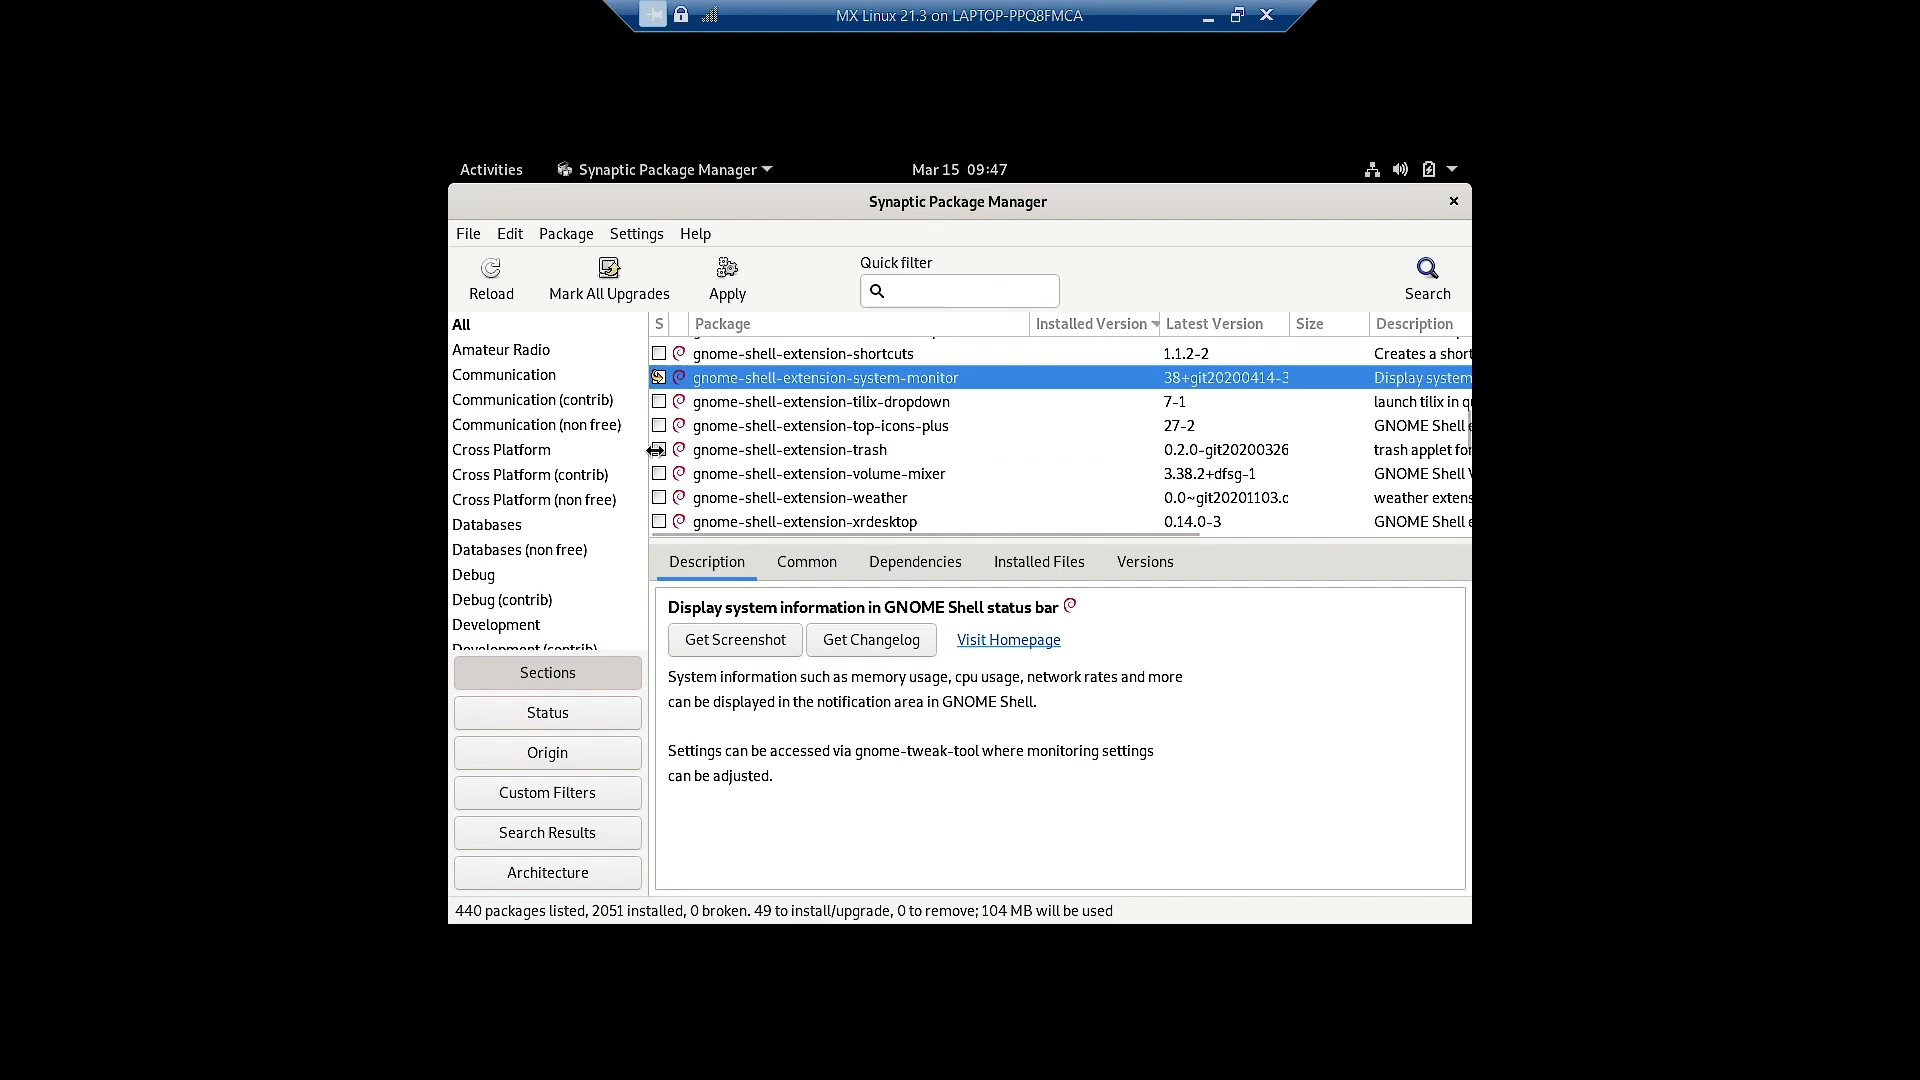 MX Linux 21.3 on LAPTOP-PPQ8FMCA
Activities
Synaptic Package Manager
Mar 15 09:47
Synaptic Package Manager
File Edit Package Settings Help
Reload
Mark All Upgrades
Apply
Quick filter
Search
All
Amateur Radio
Communication
Communication (contrib)
Communication (non free)
Cross Platform
Cross Platform (contrib)
Cross Platform (non free)
Databases
Databases (non free)
Debug
Debug (contrib)
Development
Development (contrib)
Sections
Status
Origin
Custom Filters
Search Results
Architecture
S Package Installed Version Latest Version Size Description
gnome-shell-extension-shortcuts 1.1.2-2 Creates a short
gnome-shell-extension-system-monitor 38+git20200414-3 Display system
gnome-shell-extension-tilix-dropdown 7-1 launch tilix in q
gnome-shell-extension-top-icons-plus 27-2 GNOME Shell e
gnome-shell-extension-trash 0.2.0-git20200326 trash applet for
gnome-shell-extension-volume-mixer 3.38.2+dfsg-1 GNOME Shell V
gnome-shell-extension-weather 0.0~git20201103.c weather extens
gnome-shell-extension-xrdesktop 0.14.0-3 GNOME Shell e
Description Common Dependencies Installed Files Versions
Display system information in GNOME Shell status bar
Get Screenshot Get Changelog Visit Homepage
System information such as memory usage, cpu usage, network rates and more
can be displayed in the notification area in GNOME Shell.
Settings can be accessed via gnome-tweak-tool where monitoring settings
can be adjusted.
440 packages listed, 2051 installed, 0 broken. 49 to install/upgrade, 0 to remove; 104 MB will be used